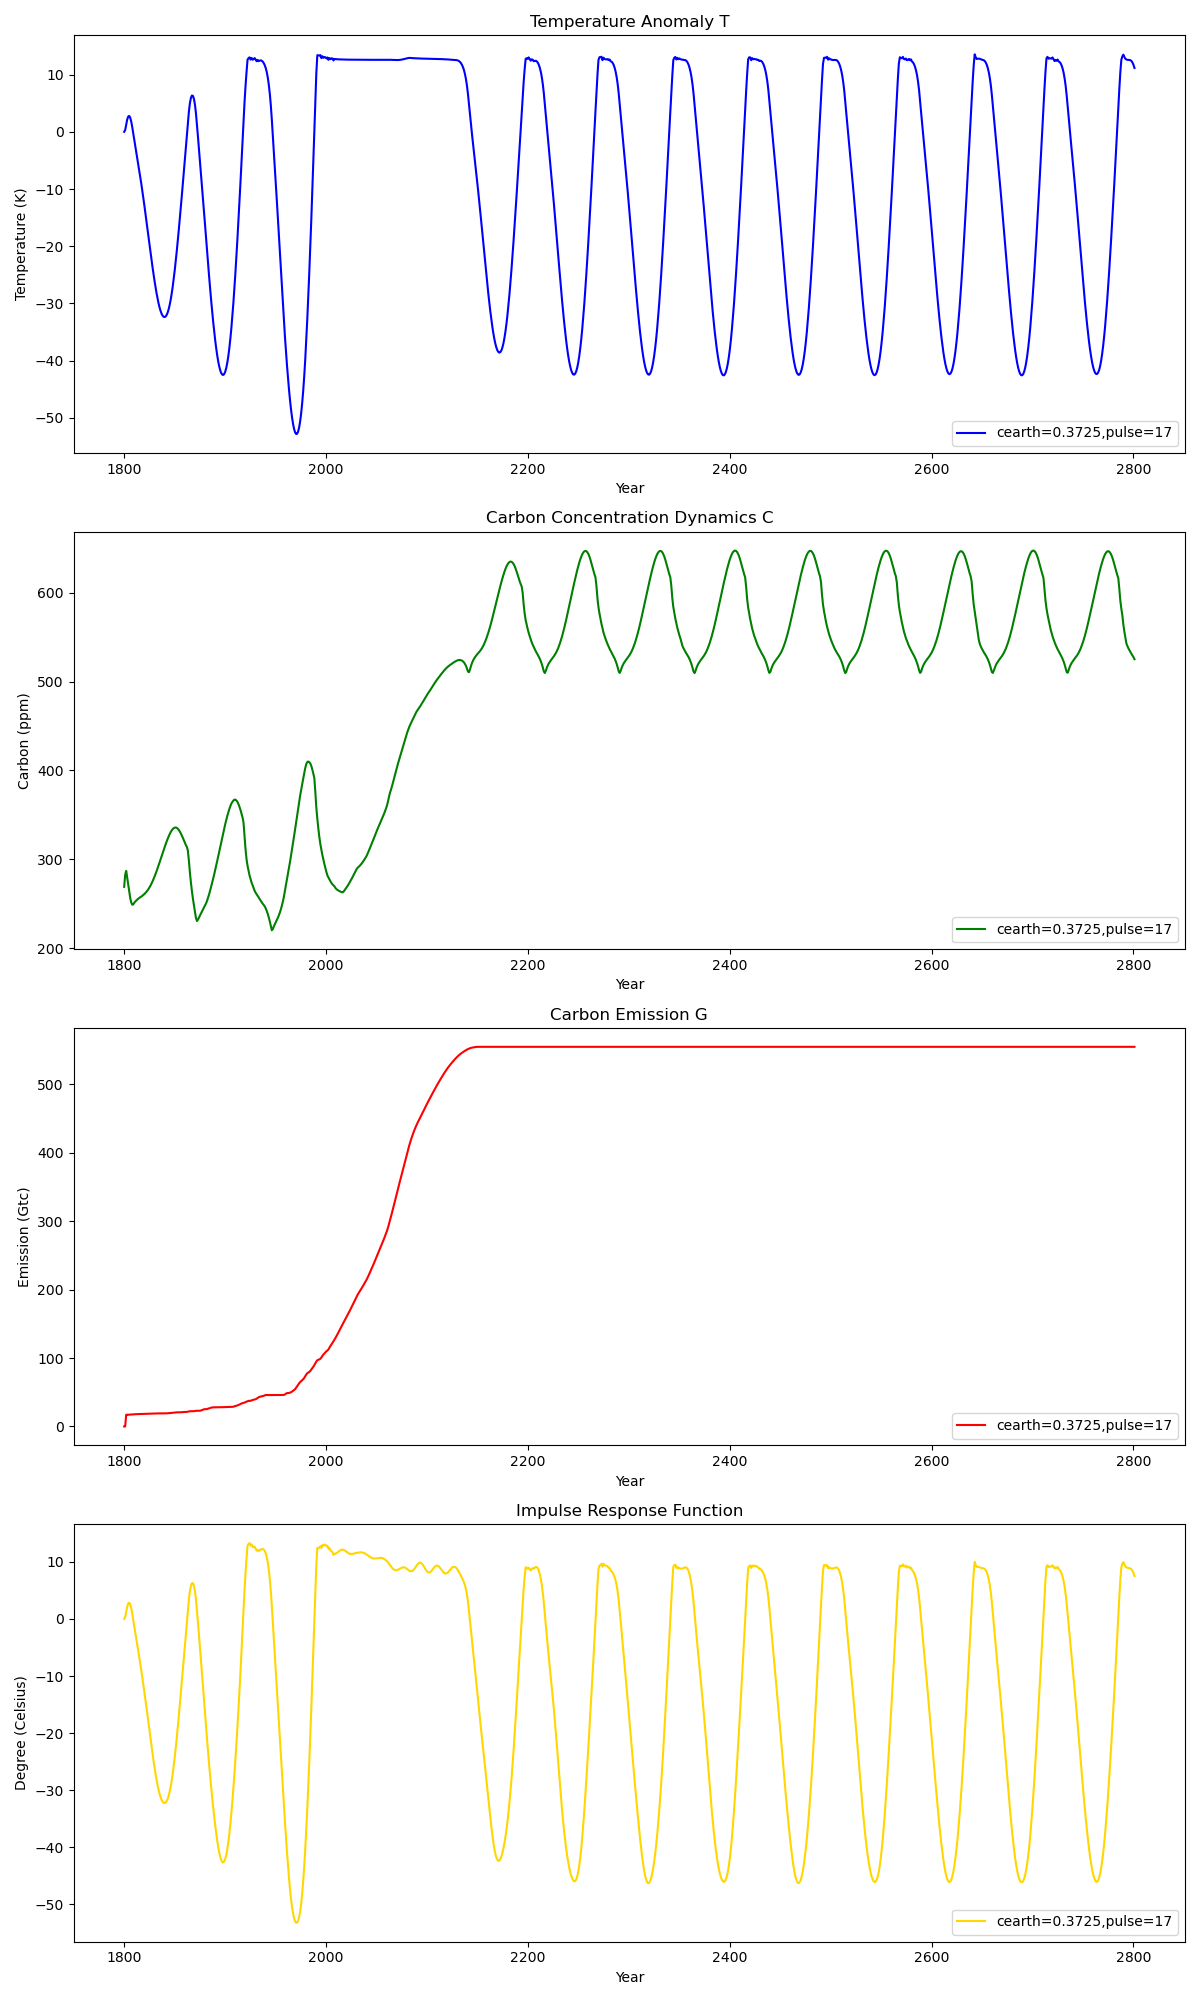 Temperature Anomaly T
10
0
−10
−20
−30
−40
−50
Temperature (K)
cearth=0.3725,pulse=17
1800 2000 2200 2400 2600 2800
Year
Carbon Concentration Dynamics C
600
500
400
300
200
Carbon (ppm)
cearth=0.3725,pulse=17
1800 2000 2200 2400 2600 2800
Year
Carbon Emission G
500
400
300
200
100
0
Emission (Gtc)
cearth=0.3725,pulse=17
1800 2000 2200 2400 2600 2800
Year
Impulse Response Function
10
0
−10
−20
−30
−40
−50
Degree (Celsius)
cearth=0.3725,pulse=17
1800 2000 2200 2400 2600 2800
Year